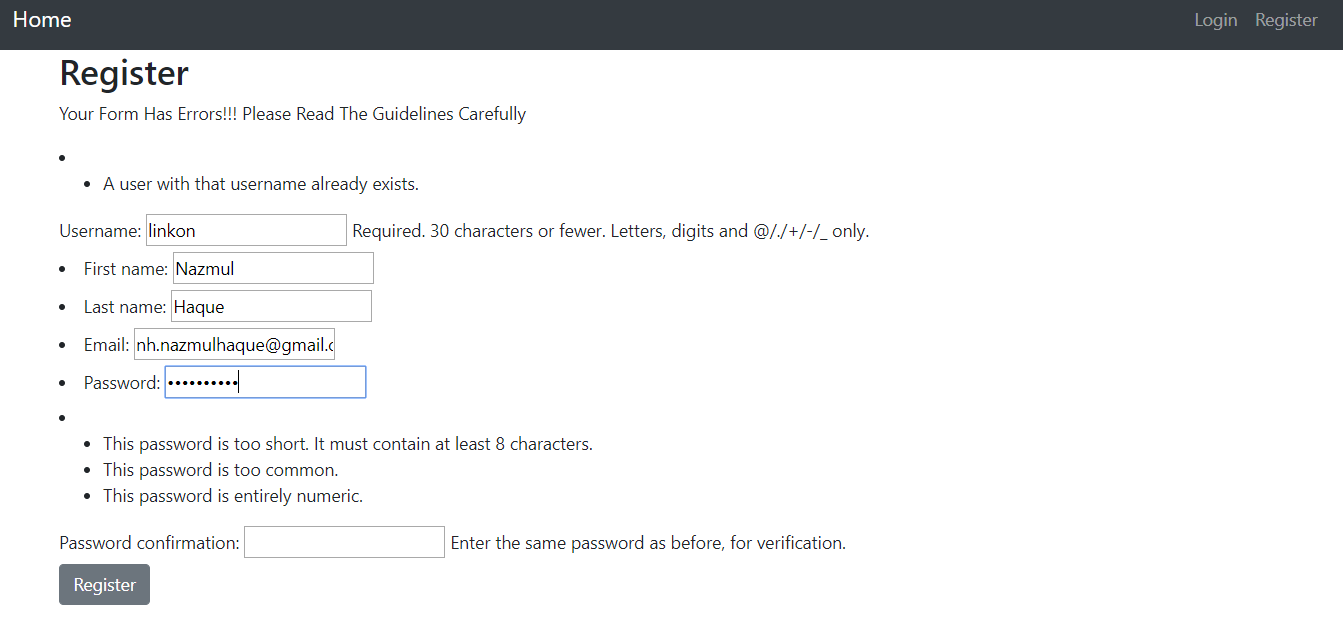 Home Login Register
Register
Your Form Has Errors!!! Please Read The Guidelines Carefully
•
• A user with that username already exists.
Username: linkon Required. 30 characters or fewer. Letters, digits and @/./+/-/_ only.
• First name: Nazmul
• Last name: Haque
• Email: nh.nazmulhaque@gmail.c
• Password: ••••••••••
•
• This password is too short. It must contain at least 8 characters.
• This password is too common.
• This password is entirely numeric.
Password confirmation: Enter the same password as before, for verification.
Register